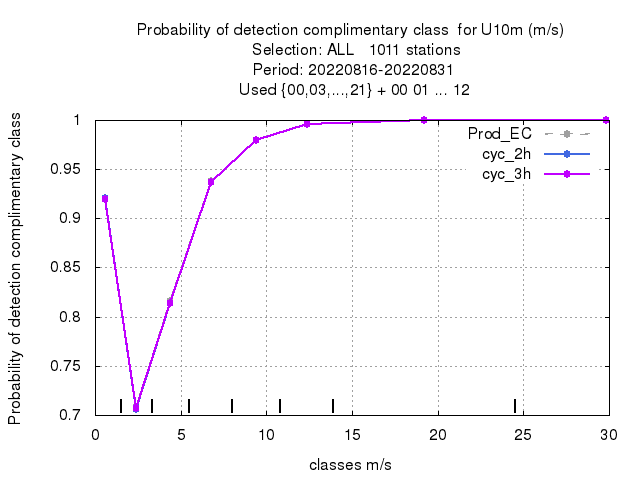 Probability of detection complimentary class  for U10m (m/s)
Selection: ALL   1011 stations
Period: 20220816-20220831
Used {00,03,...,21} + 00 01 ... 12
Probability of detection complimentary class
1
0.95
0.9
0.85
0.8
0.75
0.7
Prod_EC
cyc_2h
cyc_3h
0 5 10 15 20 25 30
classes m/s